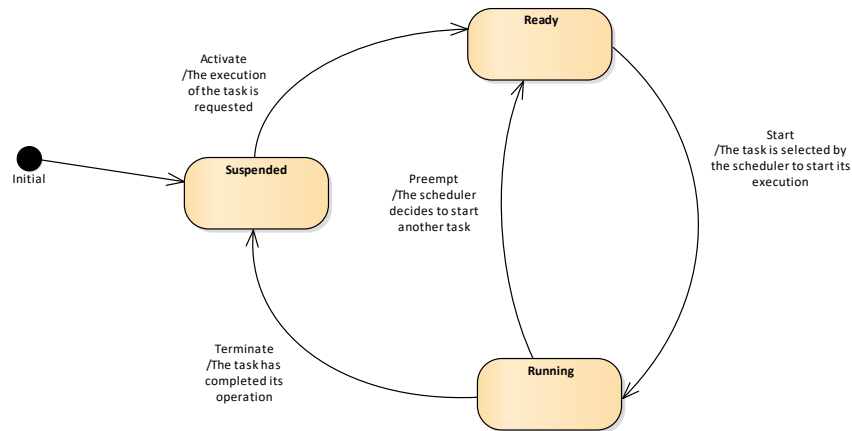 Ready
Activate
/The execution
of the task is
requested
Start
/The task is selected by
the scheduler to start its
execution
Initial
Suspended
Preempt
/The scheduler
decides to start
another task
Terminate
/The task has
completed its
operation
Running